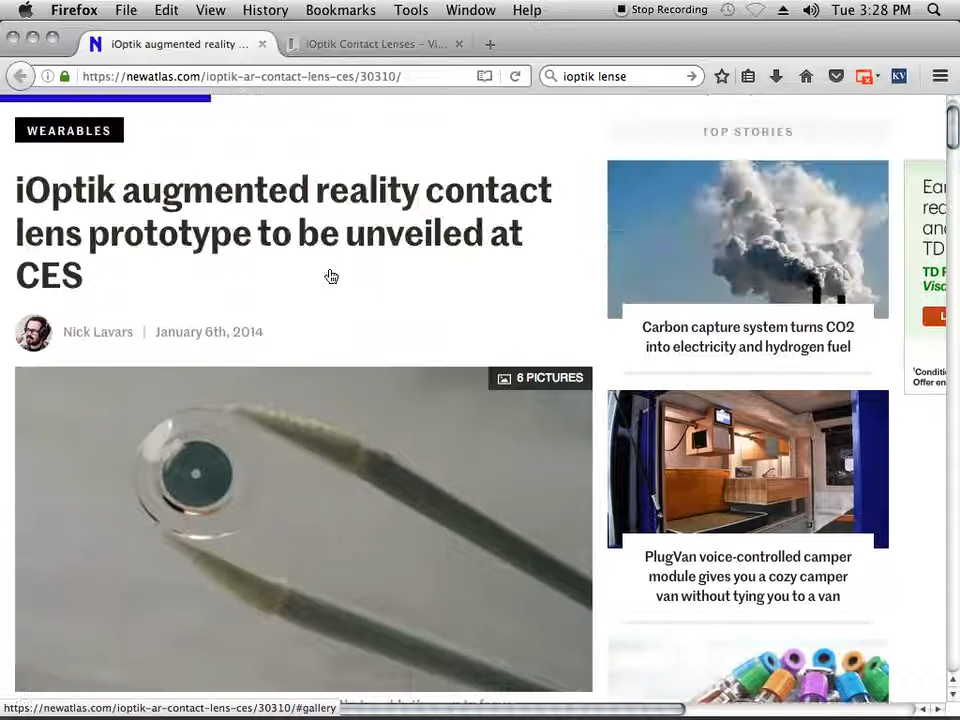 Firefox File Edit View History Bookmarks Tools Window Help Stop Recording Tue 3:28 PM
N iOptik augmented reality ... iOptik Contact Lenses – Vi...
https://newatlas.com/ioptik-ar-contact-lens-ces/30310/ ioptik lense KV
WEARABLES
iOptik augmented reality contact
lens prototype to be unveiled at
CES
Nick Lavars | January 6th, 2014
6 PICTURES
TOP STORIES
Carbon capture system turns CO2
into electricity and hydrogen fuel
PlugVan voice-controlled camper
module gives you a cozy camper
van without tying you to a van
TD
https://newatlas.com/ioptik-ar-contact-lens-ces/30310/#gallery